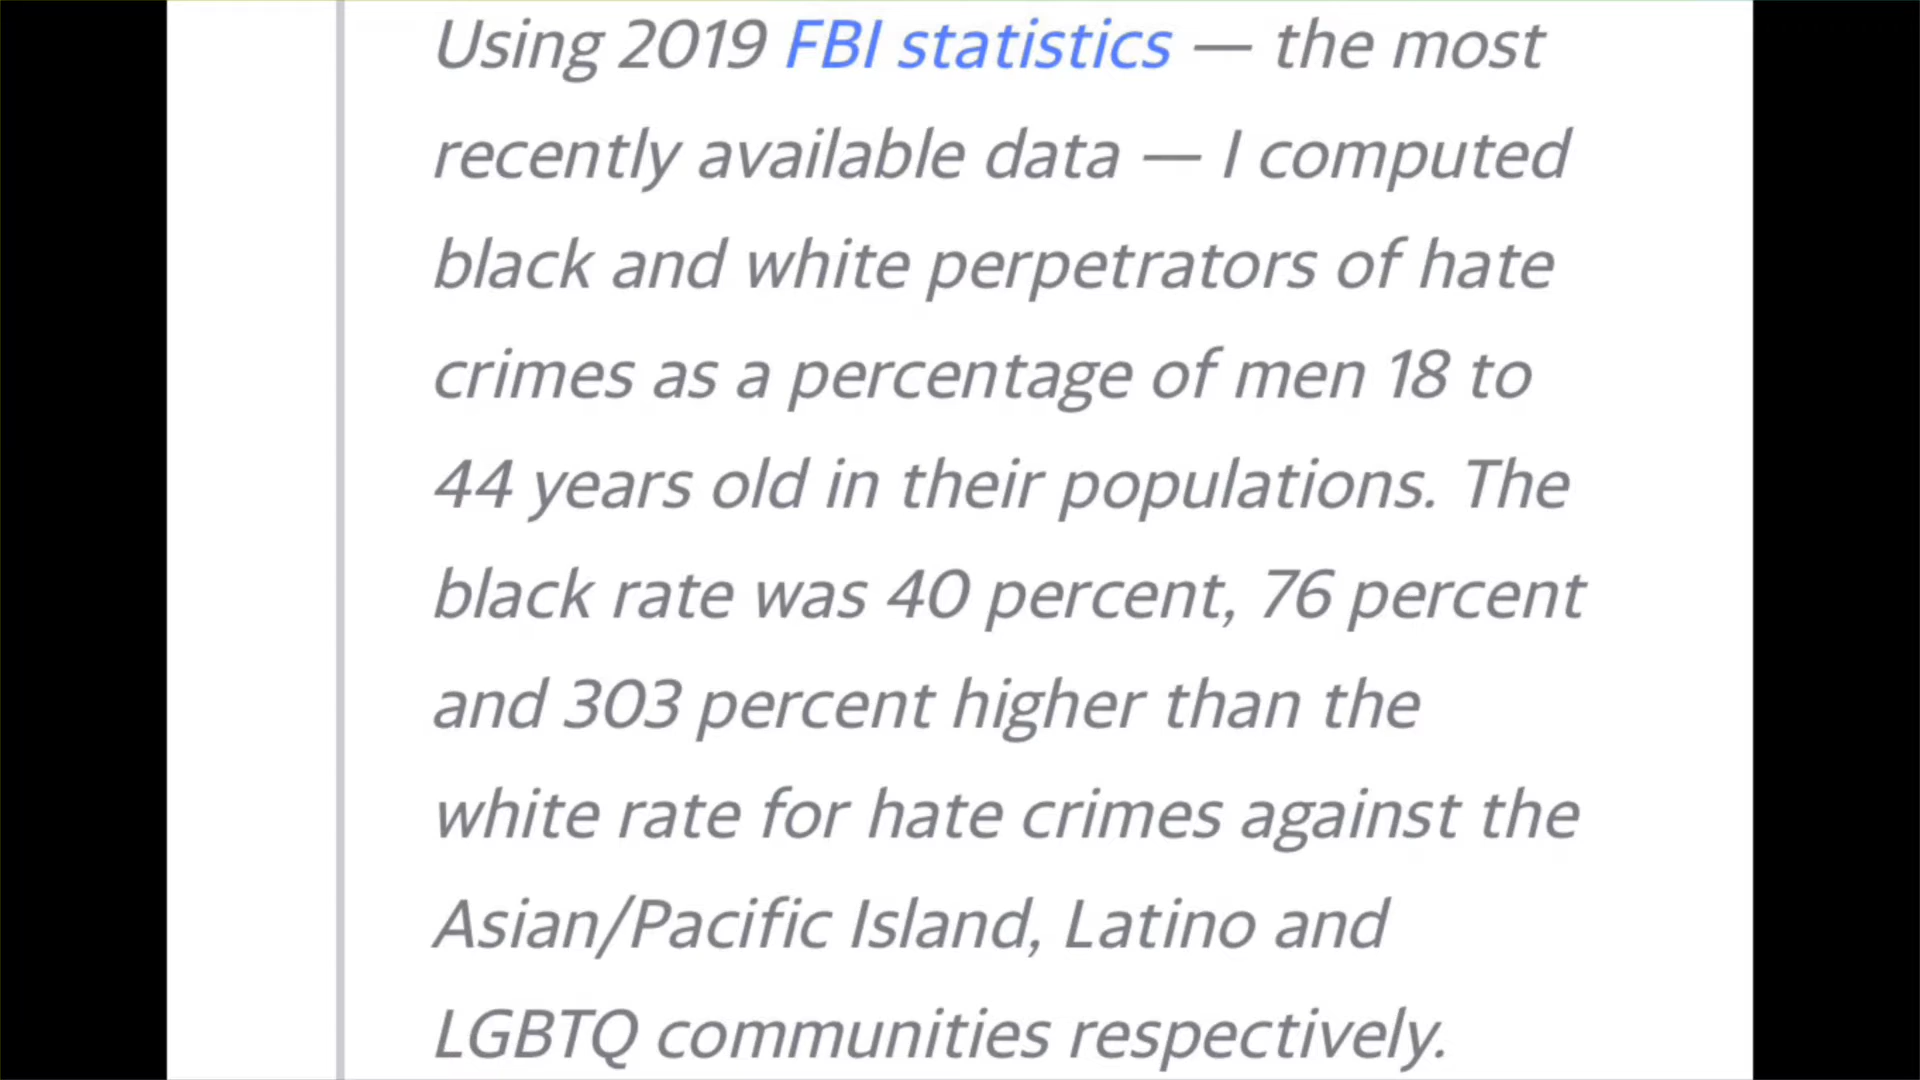 Using 2019 FBI statistics — the most
recently available data — I computed
black and white perpetrators of hate
crimes as a percentage of men 18 to
44 years old in their populations. The
black rate was 40 percent, 76 percent
and 303 percent higher than the
white rate for hate crimes against the
Asian/Pacific Island, Latino and
LGBTQ communities respectively.